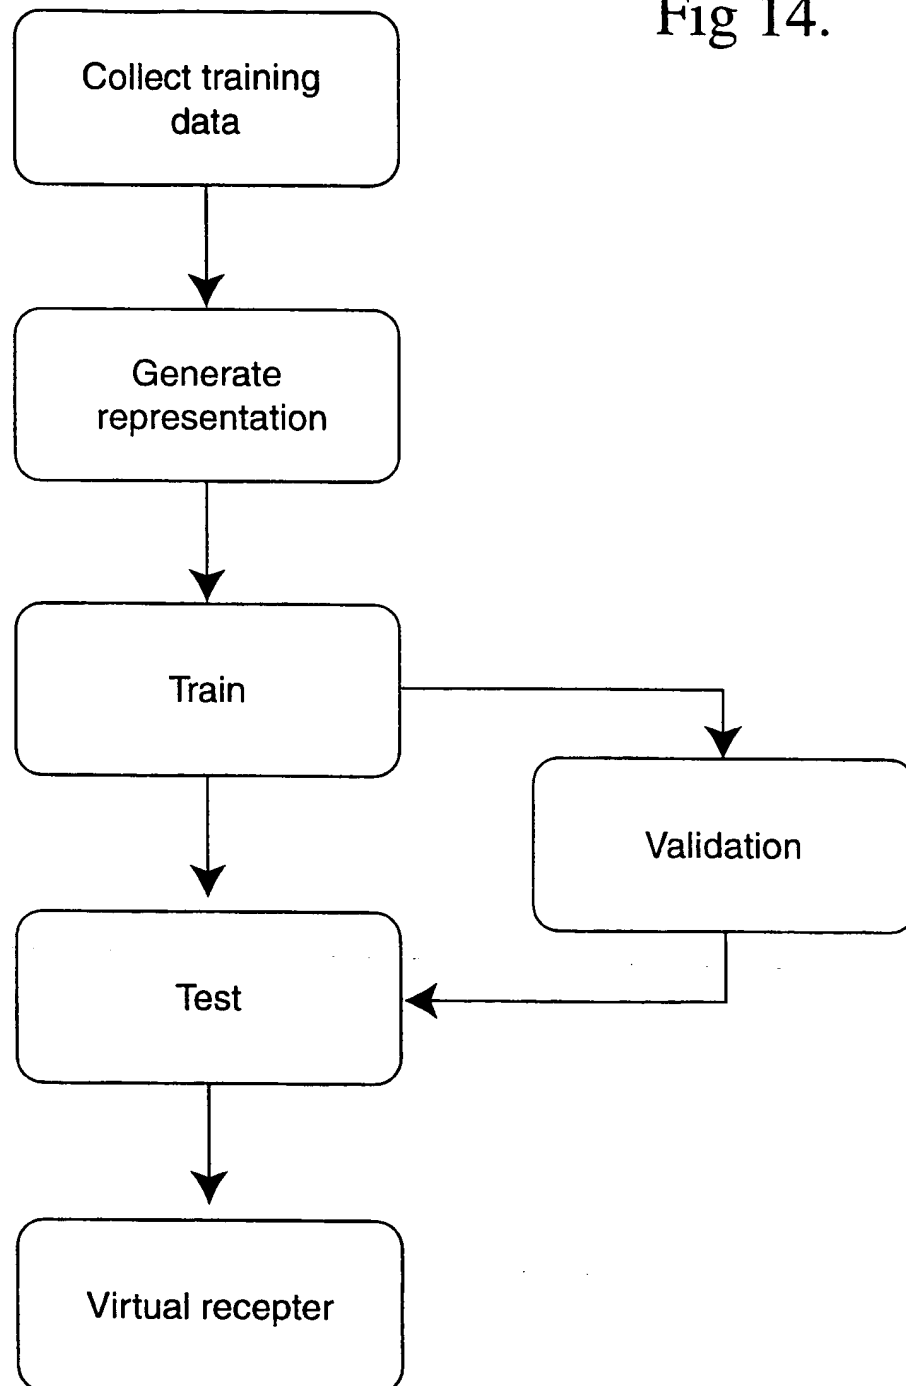 Fig 14.
Collect training
data
Generate
representation
Train
Validation
Test
Virtual recepter